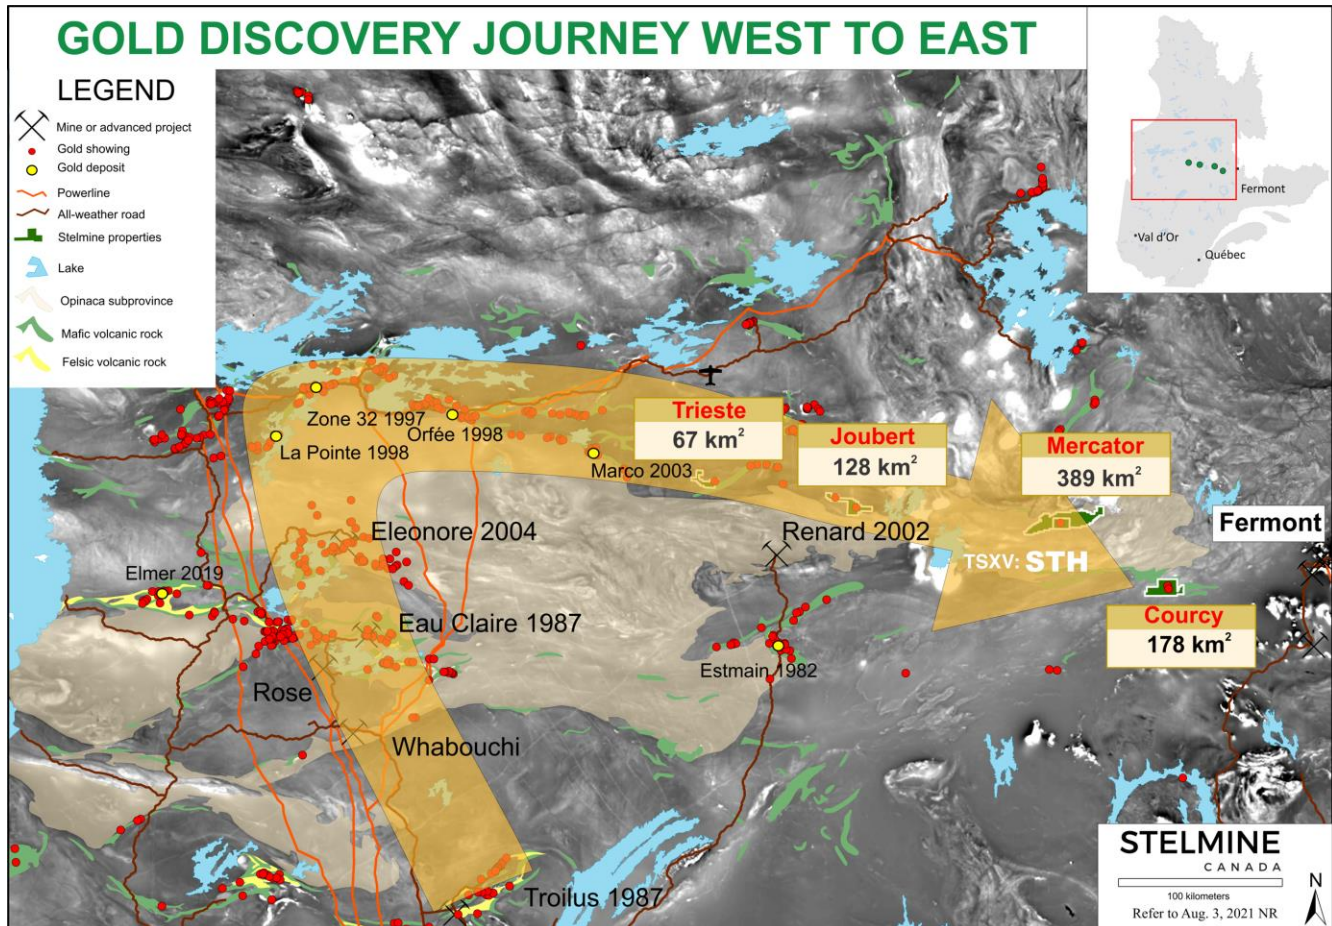 GOLD DISCOVERY JOURNEY WEST TO EAST
LEGEND
Mine or advanced project
Gold showing
Gold deposit
Powerline
All-weather road
Stelmine properties
Lake
Opinaca subprovince
Mafic volcanic rock
Felsic volcanic rock
Fermont
Val d'Or
Québec
Zone 32 1997
Orfée 1998
La Pointe 1998
Marco 2003
Trieste
67 km²
Joubert
128 km²
Mercator
389 km²
Eleonore 2004
Renard 2002
Fermont
TSXV: STH
Elmer 2019
Eau Claire 1987
Courcy
178 km²
Estmain 1982
Rose
Whabouchi
Troilus 1987
STELMINE
CANADA
100 kilometers
Refer to Aug. 3, 2021 NR
N